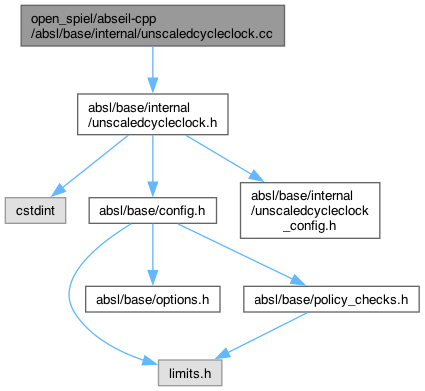 open_spiel/abseil-cpp
/absl/base/internal/unscaledcycleclock.cc
absl/base/internal
/unscaledcycleclock.h
cstdint
absl/base/config.h
absl/base/internal
/unscaledcycleclock
_config.h
absl/base/options.h
absl/base/policy_checks.h
limits.h